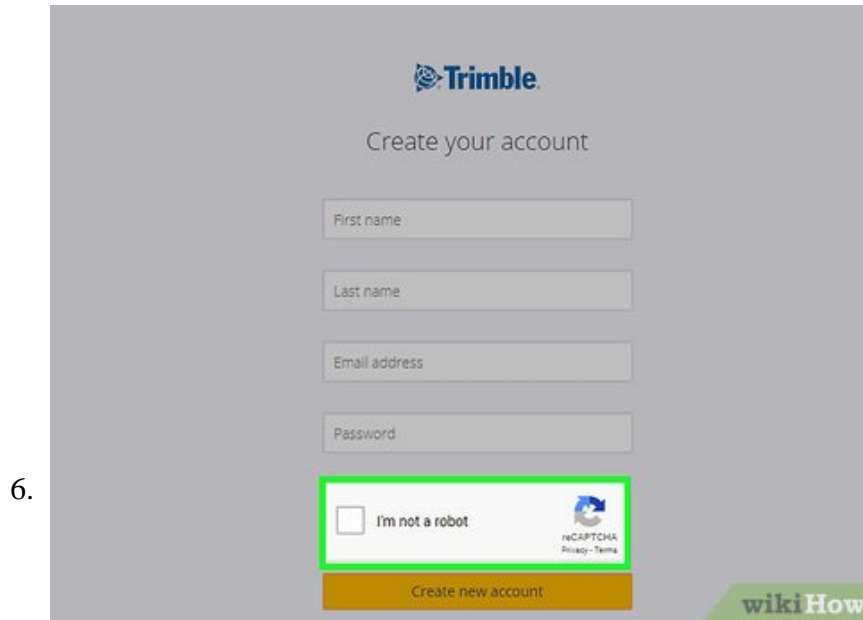 Trimble.
Create your account
First name
Last name
Email address
Password
6.
I'm not a robot
reCAPTCHA
Privacy - Terms
Create new account
wikiHow